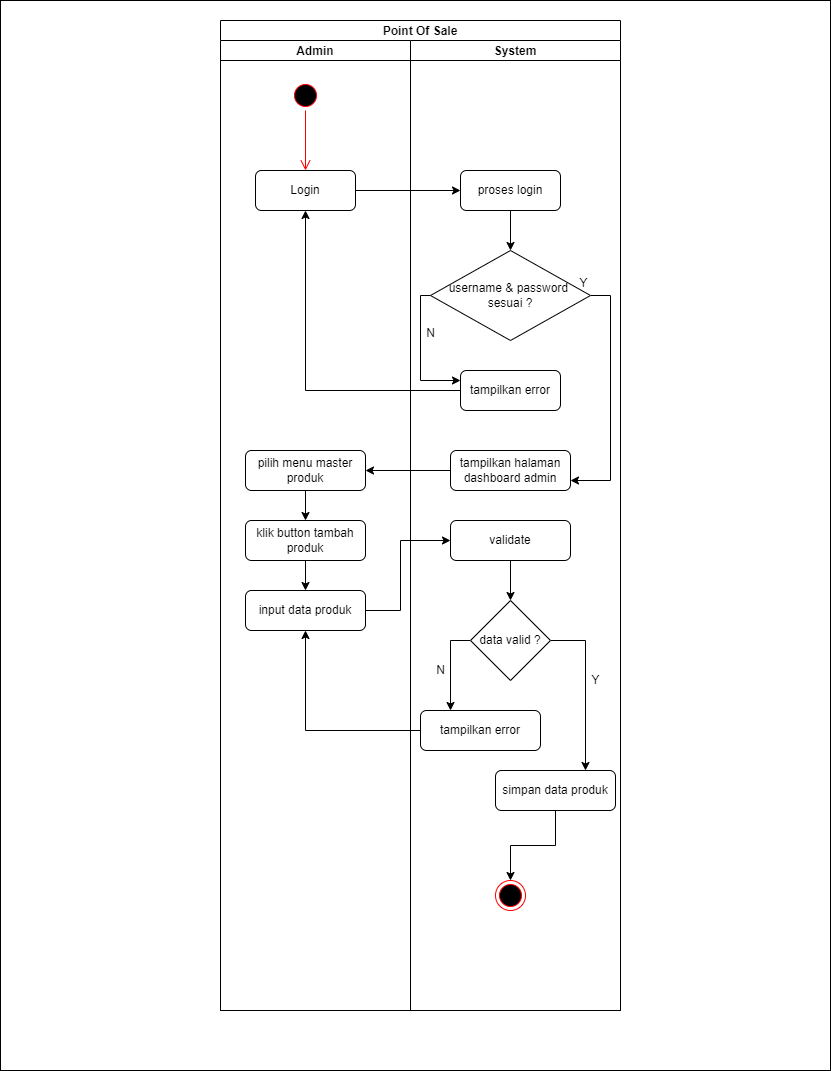 Point Of Sale
Admin
System
Login
proses login
username & password
sesuai ?
Y
N
tampilkan error
pilih menu master
produk
tampilkan halaman
dashboard admin
klik button tambah
produk
validate
input data produk
data valid ?
N
Y
tampilkan error
simpan data produk